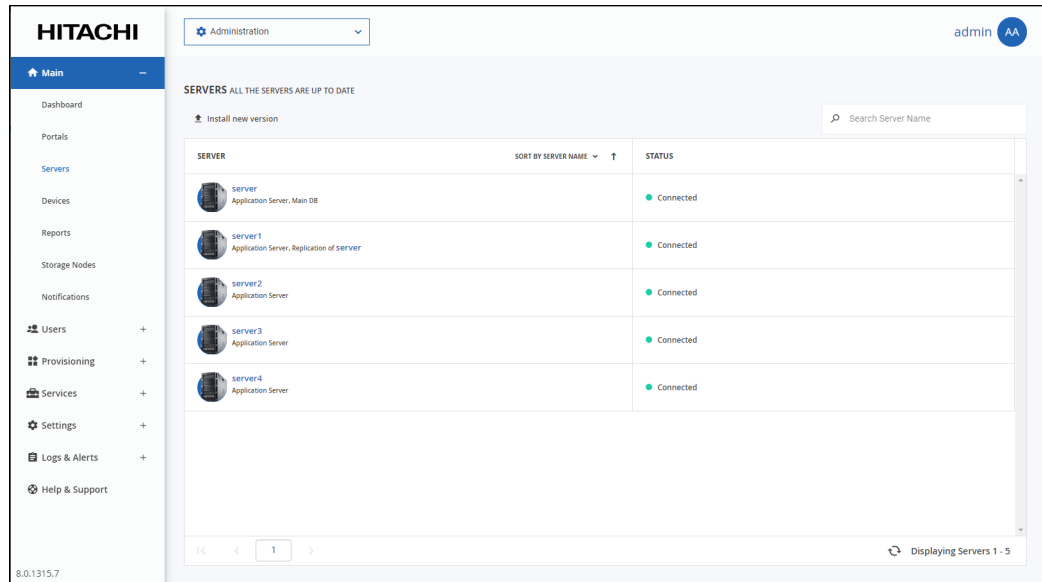 HITACHI
Administration
admin AA
Main
Dashboard
Portals
Servers
Devices
Reports
Storage Nodes
Notifications
Users
Provisioning
Services
Settings
Logs & Alerts
Help & Support
8.0.1315.7
SERVERS ALL THE SERVERS ARE UP TO DATE
Install new version
Search Server Name
SERVER SORT BY SERVER NAME STATUS
server
Application Server, Main DB
Connected
server1
Application Server, Replication of server
Connected
server2
Application Server
Connected
server3
Application Server
Connected
server4
Application Server
Connected
1
Displaying Servers 1 - 5